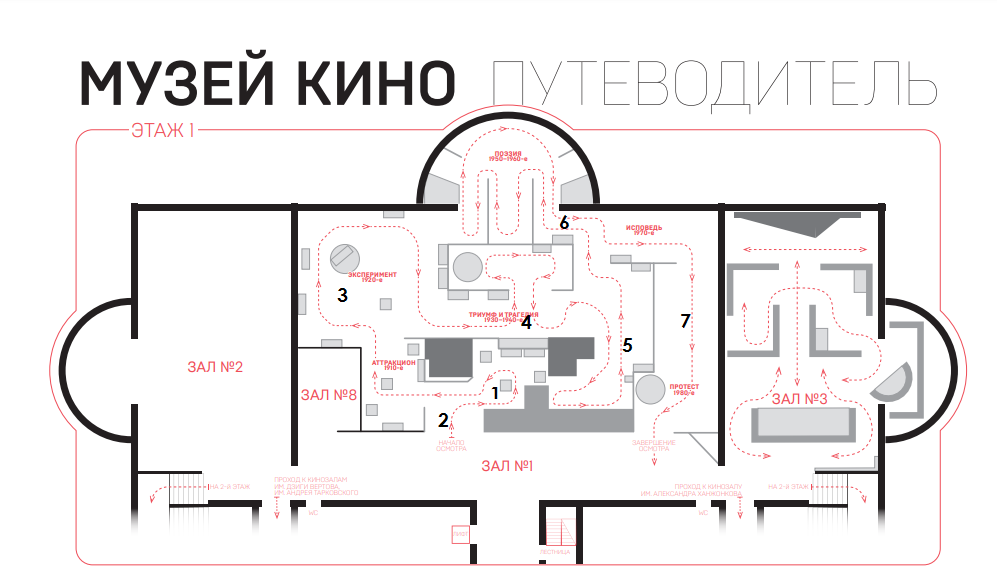 МУЗЕЙ КИНО ПУТЕВОДИТЕЛЬ
ЭТАЖ 1
ПОЭЗИЯ
1950-1960-е
6
ИСПОВЕДЬ
1970-е
ЭКСПЕРИМЕНТ
1920-е
3
ТРИУМФ И ТРАГЕДИЯ
1930-1940-е
4
7
5
ЗАЛ №2
АТТРАКЦИОН
1910-е
ЗАЛ №8
1
ПРОТЕСТ
1980-е
ЗАЛ №3
2
НАЧАЛО
ОСМОТРА
ЗАВЕРШЕНИЕ
ОСМОТРА
ЗАЛ №1
НА 2-Й ЭТАЖ
ПРОХОД К КИНОЗАЛАМ
ИМ. ДЗИГИ ВЕРТОВА,
ИМ. АНДРЕЯ ТАРКОВСКОГО
WC
ПРОХОД К КИНОЗАЛУ
ИМ. АЛЕКСАНДРА ХАНЖОНКОВА
НА 2-Й ЭТАЖ
WC
ЛИФТ
ЛЕСТНИЦА